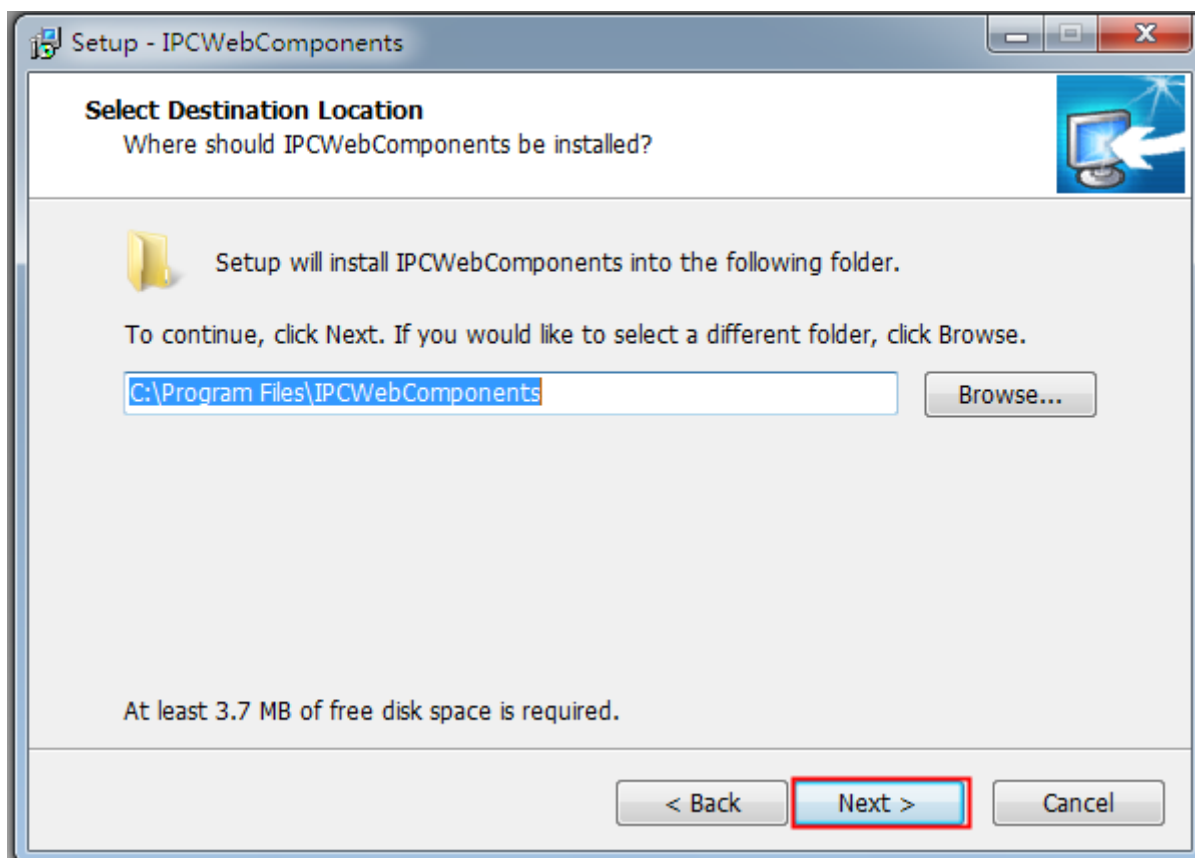 Setup - IPCWebComponents
Select Destination Location
Where should IPCWebComponents be installed?
Setup will install IPCWebComponents into the following folder.
To continue, click Next. If you would like to select a different folder, click Browse.
C:\Program Files\IPCWebComponents
Browse...
At least 3.7 MB of free disk space is required.
< Back
Next >
Cancel